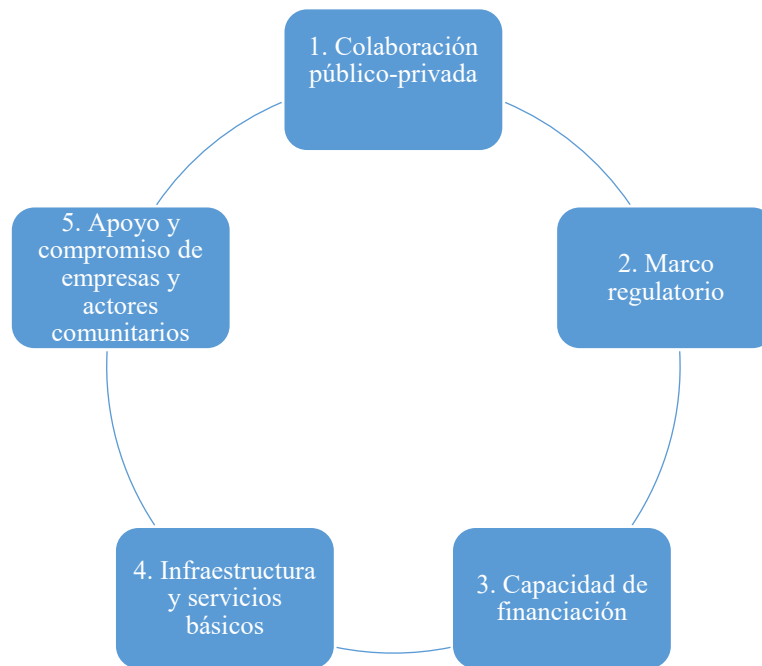 1. Colaboración
público-privada
2. Marco
regulatorio
3. Capacidad de
financiación
4. Infraestructura
y servicios
básicos
5. Apoyo y
compromiso de
empresas y
actores
comunitarios